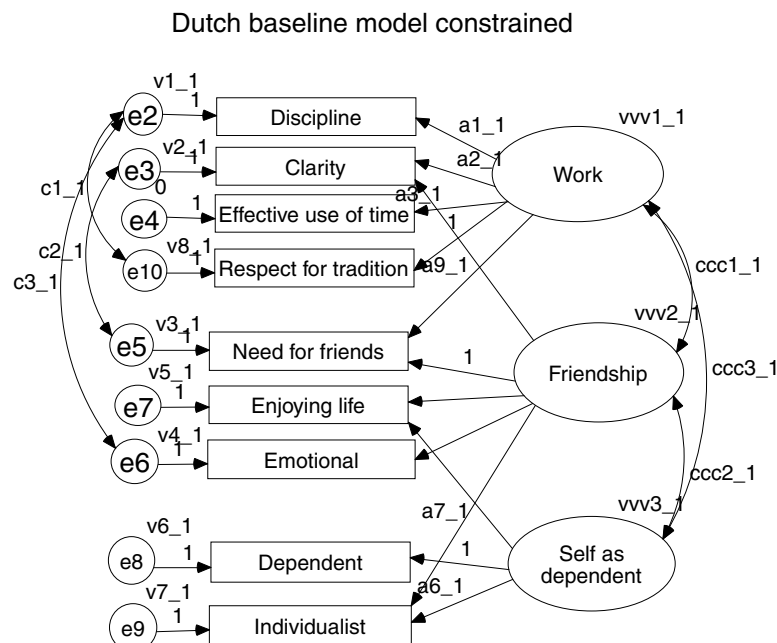 Dutch baseline model constrained
v1_1
e2
1
Discipline
a1_1
vvv1_1
v2_1
e3
1
Clarity
a2_1
Work
0
c1_1
e4
1
Effective use of time
a3_1
1
v8_1
e10
1
Respect for tradition
a9_1
c2_1
c3_1
ccc1_1
vvv2_1
v3_1
e5
1
Need for friends
1
Friendship
ccc3_1
v5_1
e7
1
Enjoying life
v4_1
e6
1
Emotional
ccc2_1
a7_1
vvv3_1
v6_1
e8
1
Dependent
1
Self as
dependent
v7_1
a6_1
e9
1
Individualist